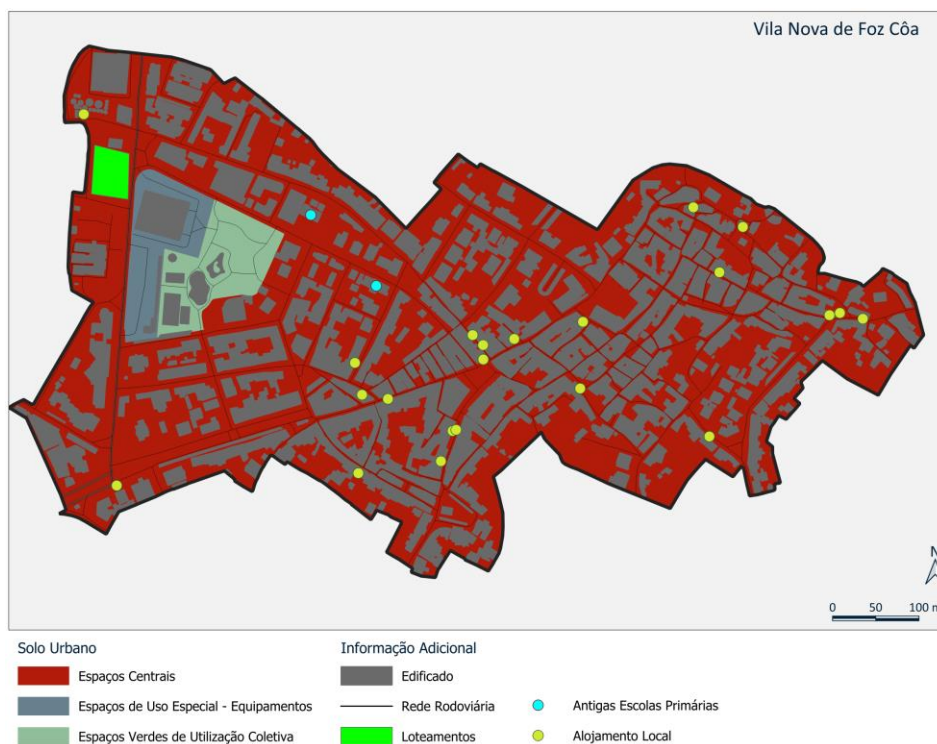 Vila Nova de Foz Côa
N
0 50 100 m
Solo Urbano
Informação Adicional
Espaços Centrais
Edificado
Espaços de Uso Especial - Equipamentos
Rede Rodoviária
Antigas Escolas Primárias
Espaços Verdes de Utilização Coletiva
Loteamentos
Alojamento Local